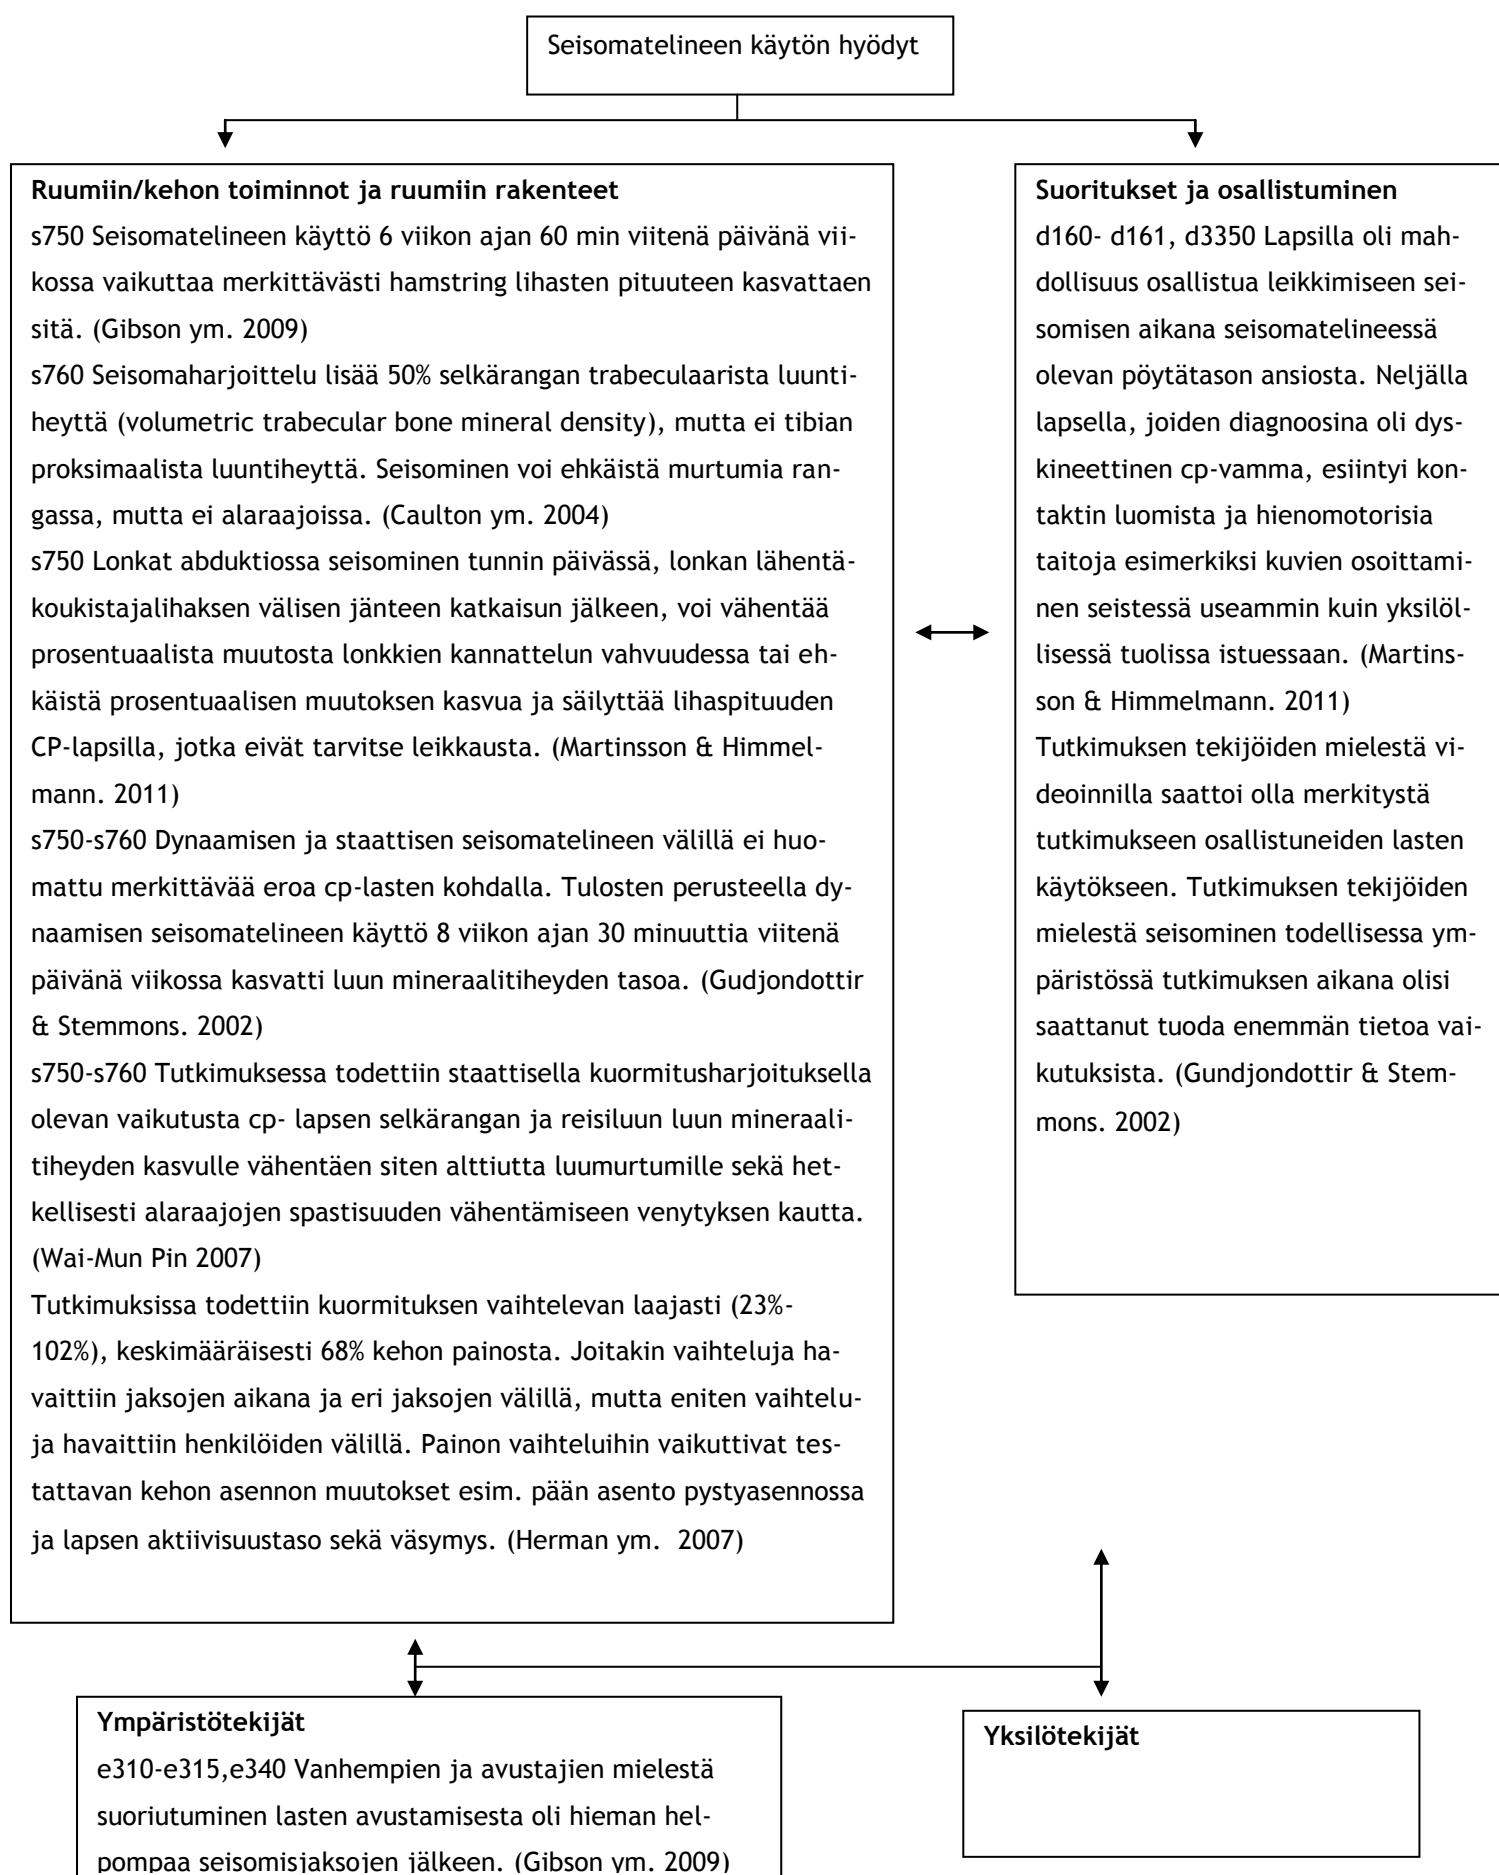 Seisomatelineen käytön hyödyt
Ruumiin/kehon toiminnot ja ruumiin rakenteet
s750 Seisomatelineen käyttö 6 viikon ajan 60 min viitenä päivänä vii-
kossa vaikuttaa merkittävästi hamstring lihasten pituuteen kasvattaen
sitä. (Gibson ym. 2009)
s760 Seisomaharjoittelu lisää 50% selkärangan trabeculaarista luunti-
heyttä (volumetric trabecular bone mineral density), mutta ei tibian
proksimaalista luuntiheyttä. Seisominen voi ehkäistä murtumia ran-
gassa, mutta ei alaraajoissa. (Caulton ym. 2004)
s750 Lonkat abduktiossa seisominen tunnin päivässä, lonkan lähentä-
koukistajalihaksen välisen jänteen katkaisun jälkeen, voi vähentää
prosentuaalista muutosta lonkkien kannattelun vahvuudessa tai eh-
käistä prosentuaalisen muutoksen kasvua ja säilyttää lihaspituuden
CP-lapsilla, jotka eivät tarvitse leikkausta. (Martinsson & Himmel-
mann. 2011)
s750-s760 Dynaamisen ja staattisen seisomatelineen välillä ei huo-
mattu merkittävää eroa cp-lasten kohdalla. Tulosten perusteella dy-
naamisen seisomatelineen käyttö 8 viikon ajan 30 minuuttia viitenä
päivänä viikossa kasvatti luun mineraalitiheyden tasoa. (Gudjondottir
& Stemmons. 2002)
s750-s760 Tutkimuksessa todettiin staattisella kuormitusharjoituksella
olevan vaikutusta cp- lapsen selkärangan ja reisiluun luun mineraali-
tiheyden kasvulle vähentäen siten alttiutta luumurtumille sekä het-
kellisesti alaraajojen spastisuuden vähentämiseen venytyksen kautta.
(Wai-Mun Pin 2007)
Tutkimuksissa todettiin kuormituksen vaihtelevan laajasti (23%-
102%), keskimääräisesti 68% kehon painosta. Joitakin vaihteluja ha-
vaittiin jaksojen aikana ja eri jaksojen välillä, mutta eniten vaihtelu-
ja havaittiin henkilöiden välillä. Painon vaihteluihin vaikuttivat tes-
tattavan kehon asennon muutokset esim. pään asento pystyasennossa
ja lapsen aktiivisuustaso sekä väsymys. (Herman ym. 2007)
Suoritukset ja osallistuminen
d160- d161, d3350 Lapsilla oli mah-
dollisuus osallistua leikkimiseen sei-
somisen aikana seisomatelineessä
olevan pöytätason ansiosta. Neljällä
lapsella, joiden diagnoosina oli dys-
kineettinen cp-vamma, esiintyi kon-
taktin luomista ja hienomotorisia
taitoja esimerkiksi kuvien osoittami-
nen seistessä useammin kuin yksilöl-
lisessä tuolissa istuessaan. (Martins-
son & Himmelmann. 2011)
Tutkimuksen tekijöiden mielestä vi-
deoinnilla saattoi olla merkitystä
tutkimukseen osallistuneiden lasten
käytökseen. Tutkimuksen tekijöiden
mielestä seisominen todellisessa ym-
päristössä tutkimuksen aikana olisi
saattanut tuoda enemmän tietoa vai-
kutuksista. (Gundjondottir & Stem-
mons. 2002)
Ympäristötekijät
e310-e315,e340 Vanhempien ja avustajien mielestä
suoriutuminen lasten avustamisesta oli hieman hel-
pompaa seisomisjaksojen jälkeen. (Gibson ym. 2009)
Yksilötekijät